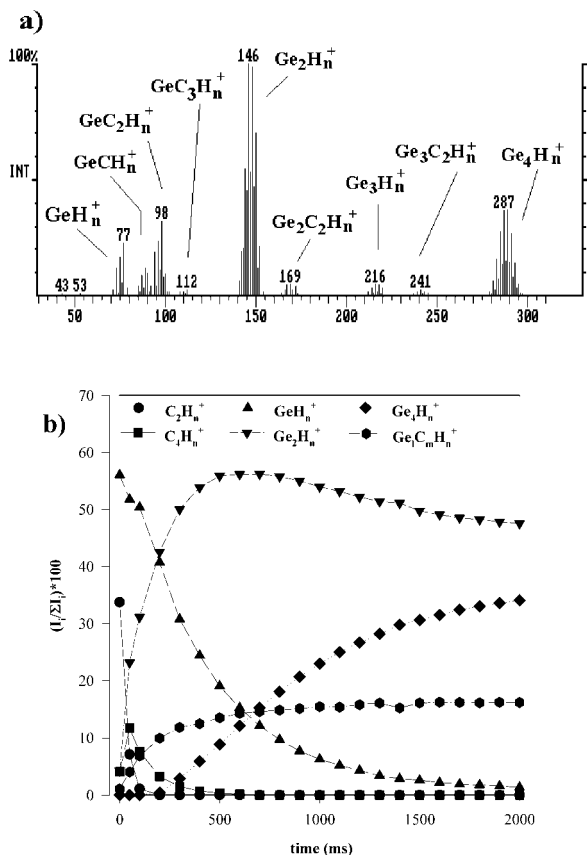 a)
100%
INT
GeHn+
GeCHn+
GeC2Hn+
GeC3Hn+
Ge2Hn+
Ge2C2Hn+
Ge3Hn+
Ge3C2Hn+
Ge4Hn+
43 53 77 98 112 146 169 216 241 287
50 100 150 200 250 300
b)
C2Hn+ GeHn+ Ge4Hn+
C4Hn+ Ge2Hn+ GelCmHn+
(Ii/ΣIi)*100
70
60
50
40
30
20
10
0
0 500 1000 1500 2000
time (ms)